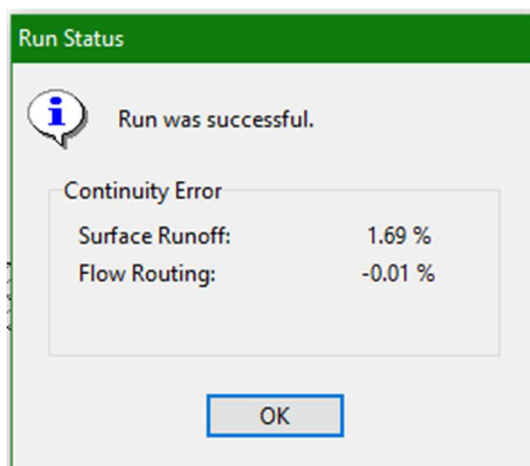 Run Status
Run was successful.
Continuity Error
Surface Runoff: 1.69 %
Flow Routing: -0.01 %
OK